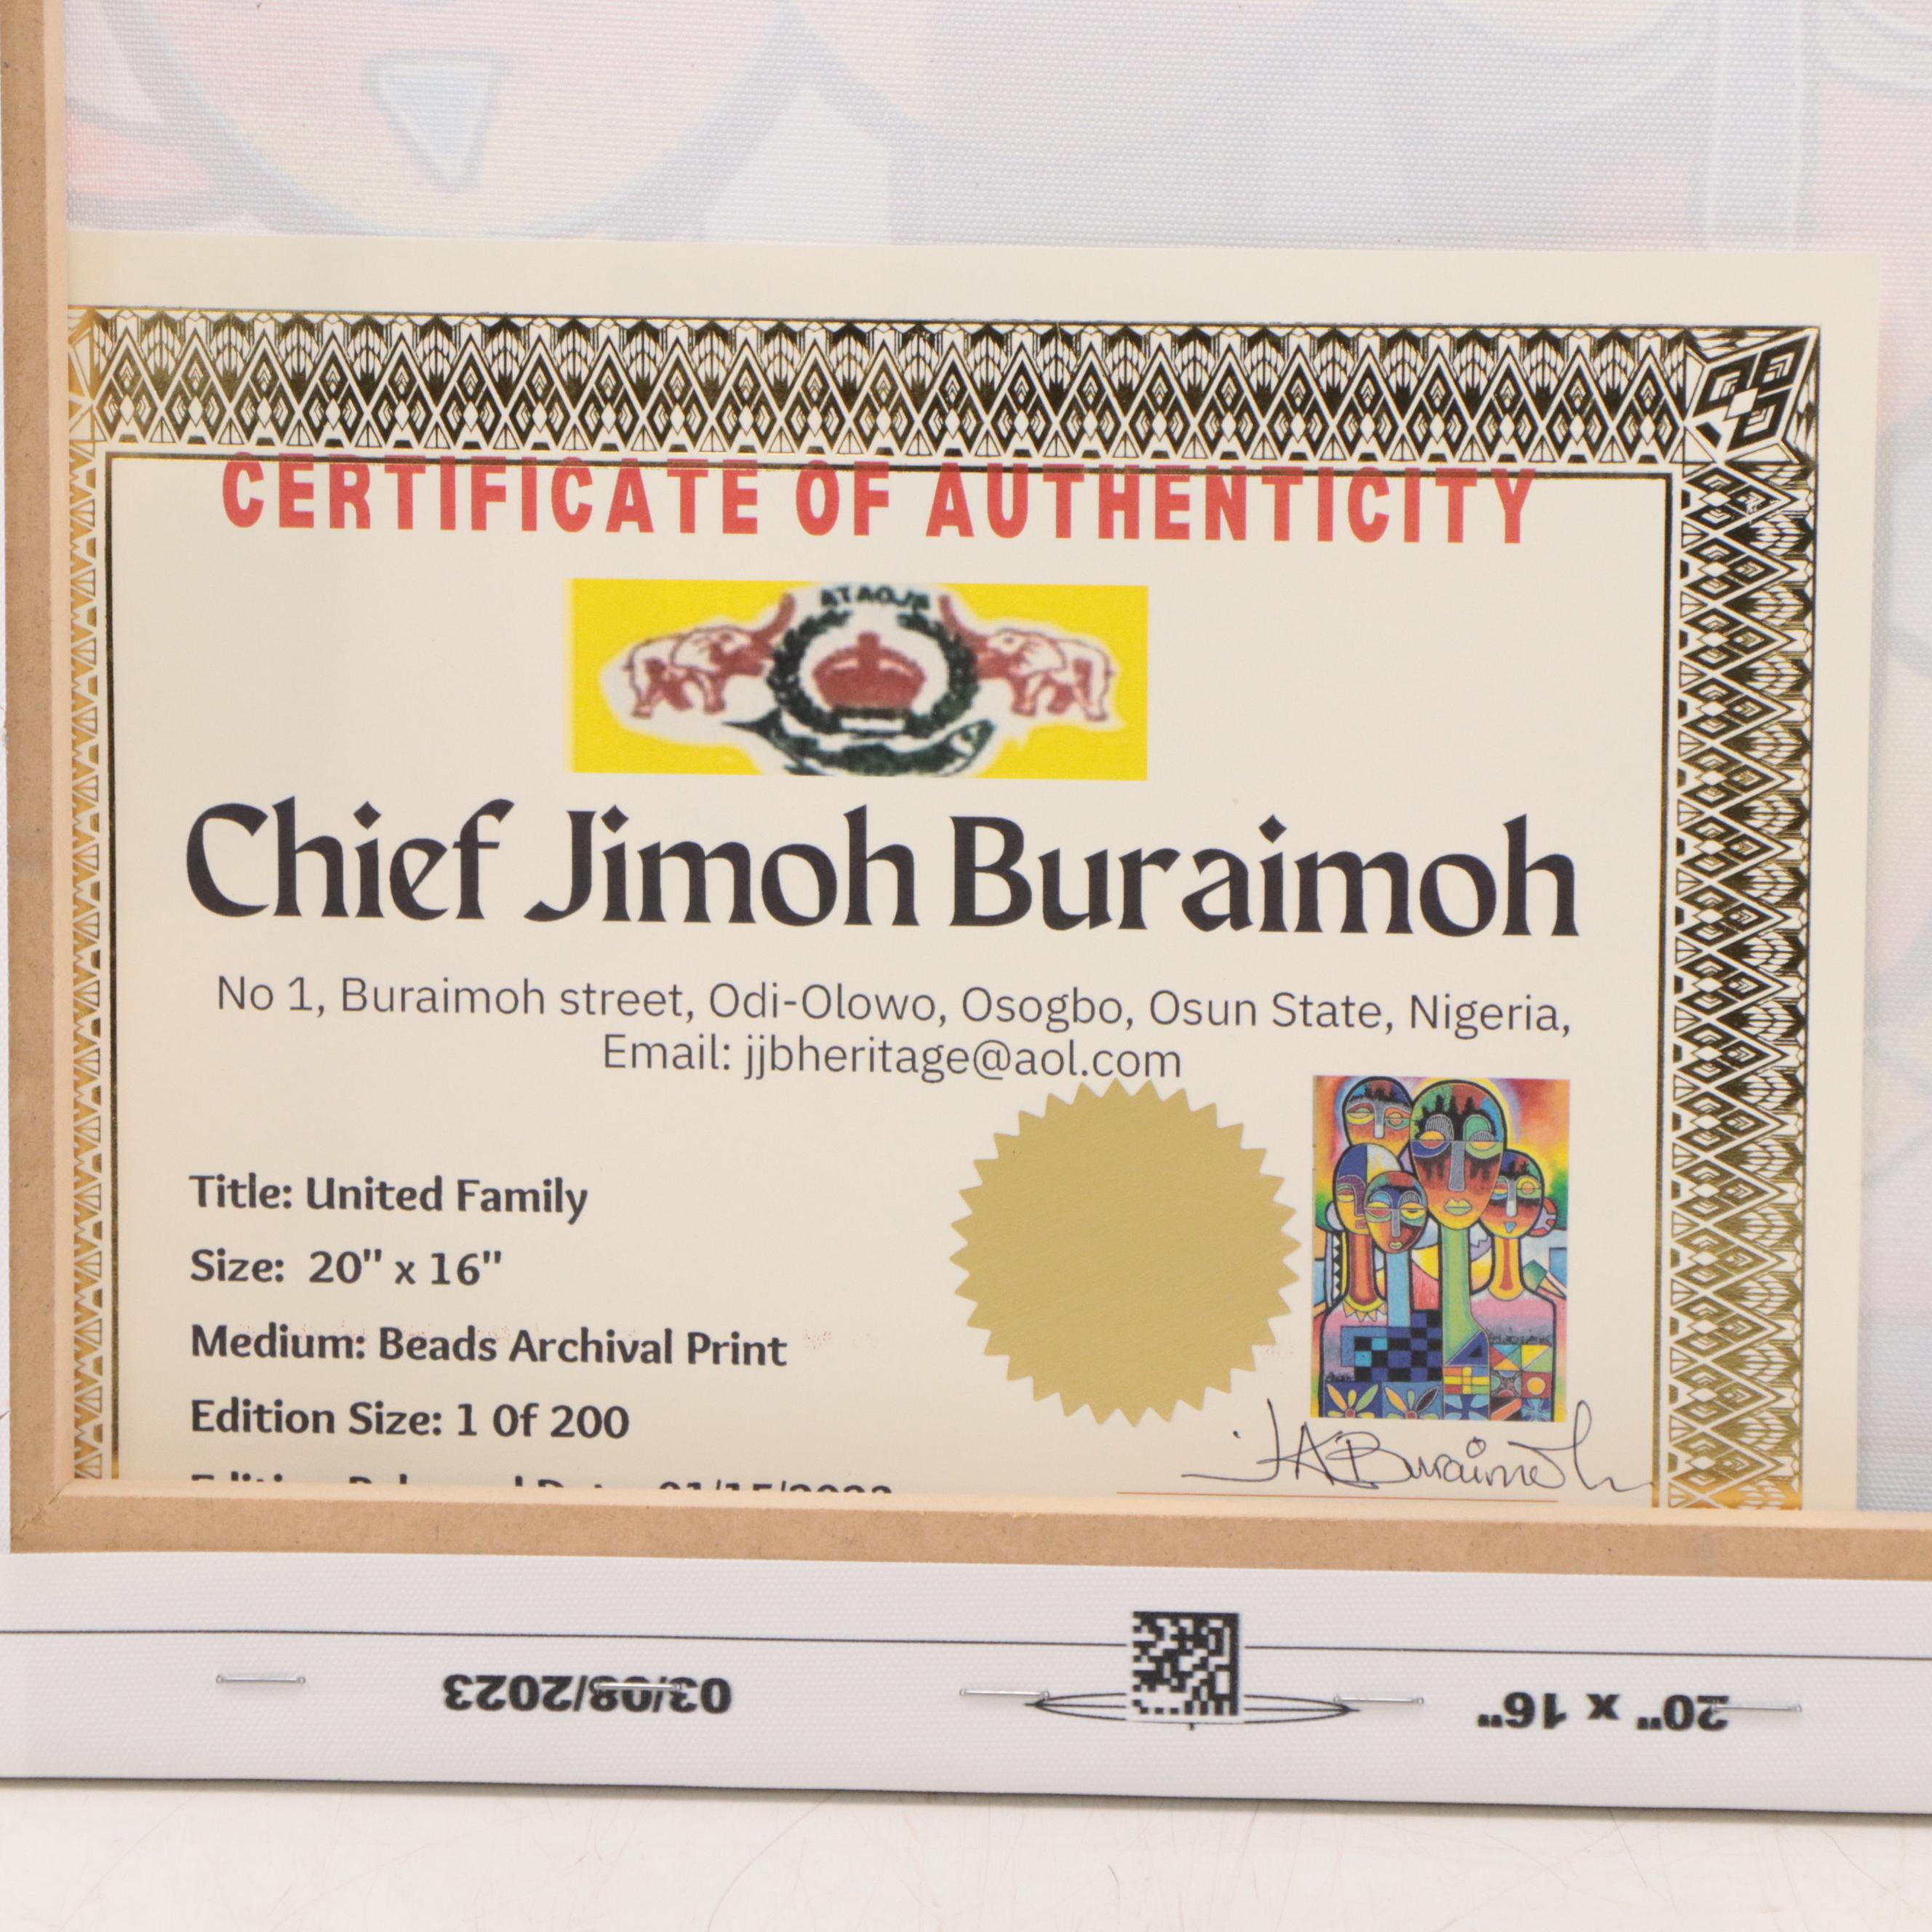 CERTIFICATE OF AUTHENTICITY
ATAOJA
Chief Jimoh Buraimoh
No 1, Buraimoh street, Odi-Olowo, Osogbo, Osun State, Nigeria,
Email: jjbheritage@aol.com
Title: United Family
Size: 20" x 16"
Medium: Beads Archival Print
Edition Size: 1 Of 200
JABuraimoh
03/08/2023
20" x 16"